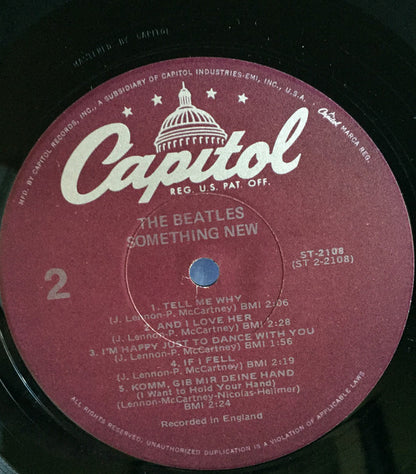 MASTERED BY CAPITOL
MFD. BY CAPITOL RECORDS, INC., A SUBSIDIARY OF CAPITOL INDUSTRIES-EMI, INC., U.S.A.
Capitol MARCA REG.
Capitol
REG. U.S. PAT. OFF.
THE BEATLES
SOMETHING NEW
ST-2108
(ST 2-2108)
2
1. TELL ME WHY
(J. Lennon-P. McCartney) BMI 2:06
2. AND I LOVE HER
(J. Lennon-P. McCartney) BMI 2:28
3. I'M HAPPY JUST TO DANCE WITH YOU
(J. Lennon-P. McCartney) BMI 1:56
4. IF I FELL
(J. Lennon-P. McCartney) BMI 2:19
5. KOMM, GIB MIR DEINE HAND
(I Want to Hold Your Hand)
(Lennon-McCartney-Nicolas-Hellmer)
BMI 2:24
Recorded in England
ALL RIGHTS RESERVED. UNAUTHORIZED DUPLICATION IS A VIOLATION OF APPLICABLE LAWS